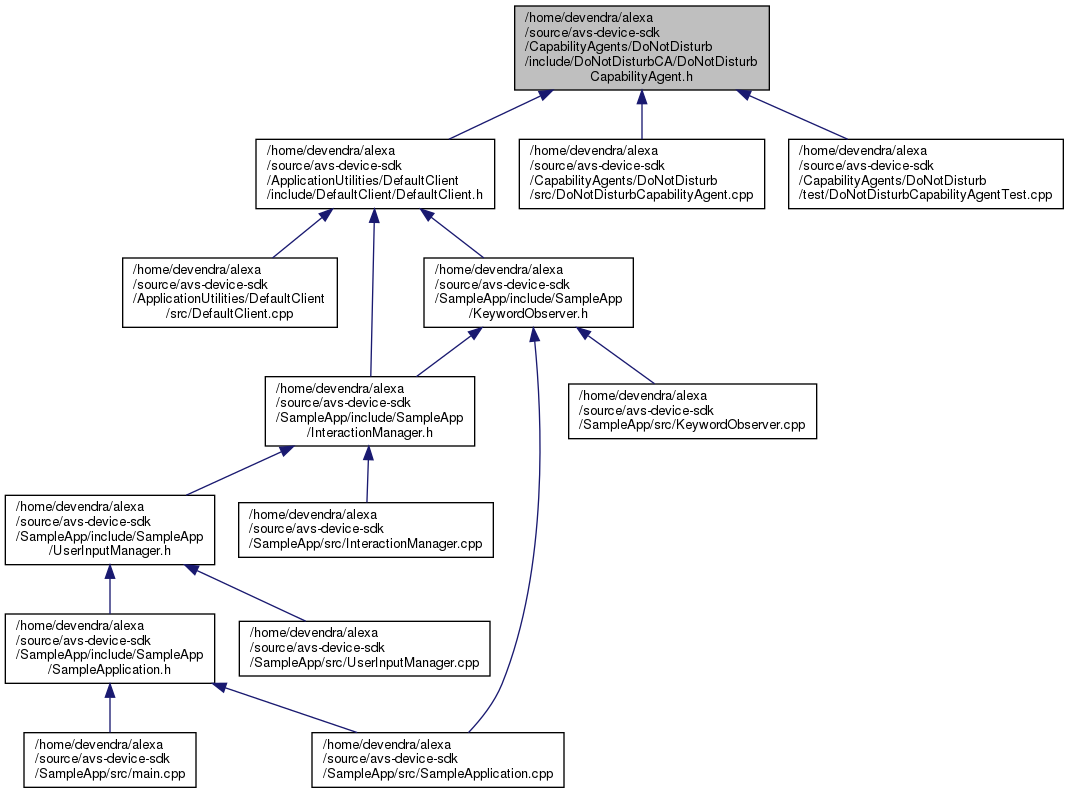 /home/devendra/alexa
/source/avs-device-sdk
/CapabilityAgents/DoNotDisturb
/include/DoNotDisturbCA/DoNotDisturb
CapabilityAgent.h
/home/devendra/alexa
/source/avs-device-sdk
/ApplicationUtilities/DefaultClient
/include/DefaultClient/DefaultClient.h
/home/devendra/alexa
/source/avs-device-sdk
/CapabilityAgents/DoNotDisturb
/src/DoNotDisturbCapabilityAgent.cpp
/home/devendra/alexa
/source/avs-device-sdk
/CapabilityAgents/DoNotDisturb
/test/DoNotDisturbCapabilityAgentTest.cpp
/home/devendra/alexa
/source/avs-device-sdk
/ApplicationUtilities/DefaultClient
/src/DefaultClient.cpp
/home/devendra/alexa
/source/avs-device-sdk
/SampleApp/include/SampleApp
/KeywordObserver.h
/home/devendra/alexa
/source/avs-device-sdk
/SampleApp/include/SampleApp
/InteractionManager.h
/home/devendra/alexa
/source/avs-device-sdk
/SampleApp/src/KeywordObserver.cpp
/home/devendra/alexa
/source/avs-device-sdk
/SampleApp/include/SampleApp
/UserInputManager.h
/home/devendra/alexa
/source/avs-device-sdk
/SampleApp/src/InteractionManager.cpp
/home/devendra/alexa
/source/avs-device-sdk
/SampleApp/include/SampleApp
/SampleApplication.h
/home/devendra/alexa
/source/avs-device-sdk
/SampleApp/src/UserInputManager.cpp
/home/devendra/alexa
/source/avs-device-sdk
/SampleApp/src/main.cpp
/home/devendra/alexa
/source/avs-device-sdk
/SampleApp/src/SampleApplication.cpp